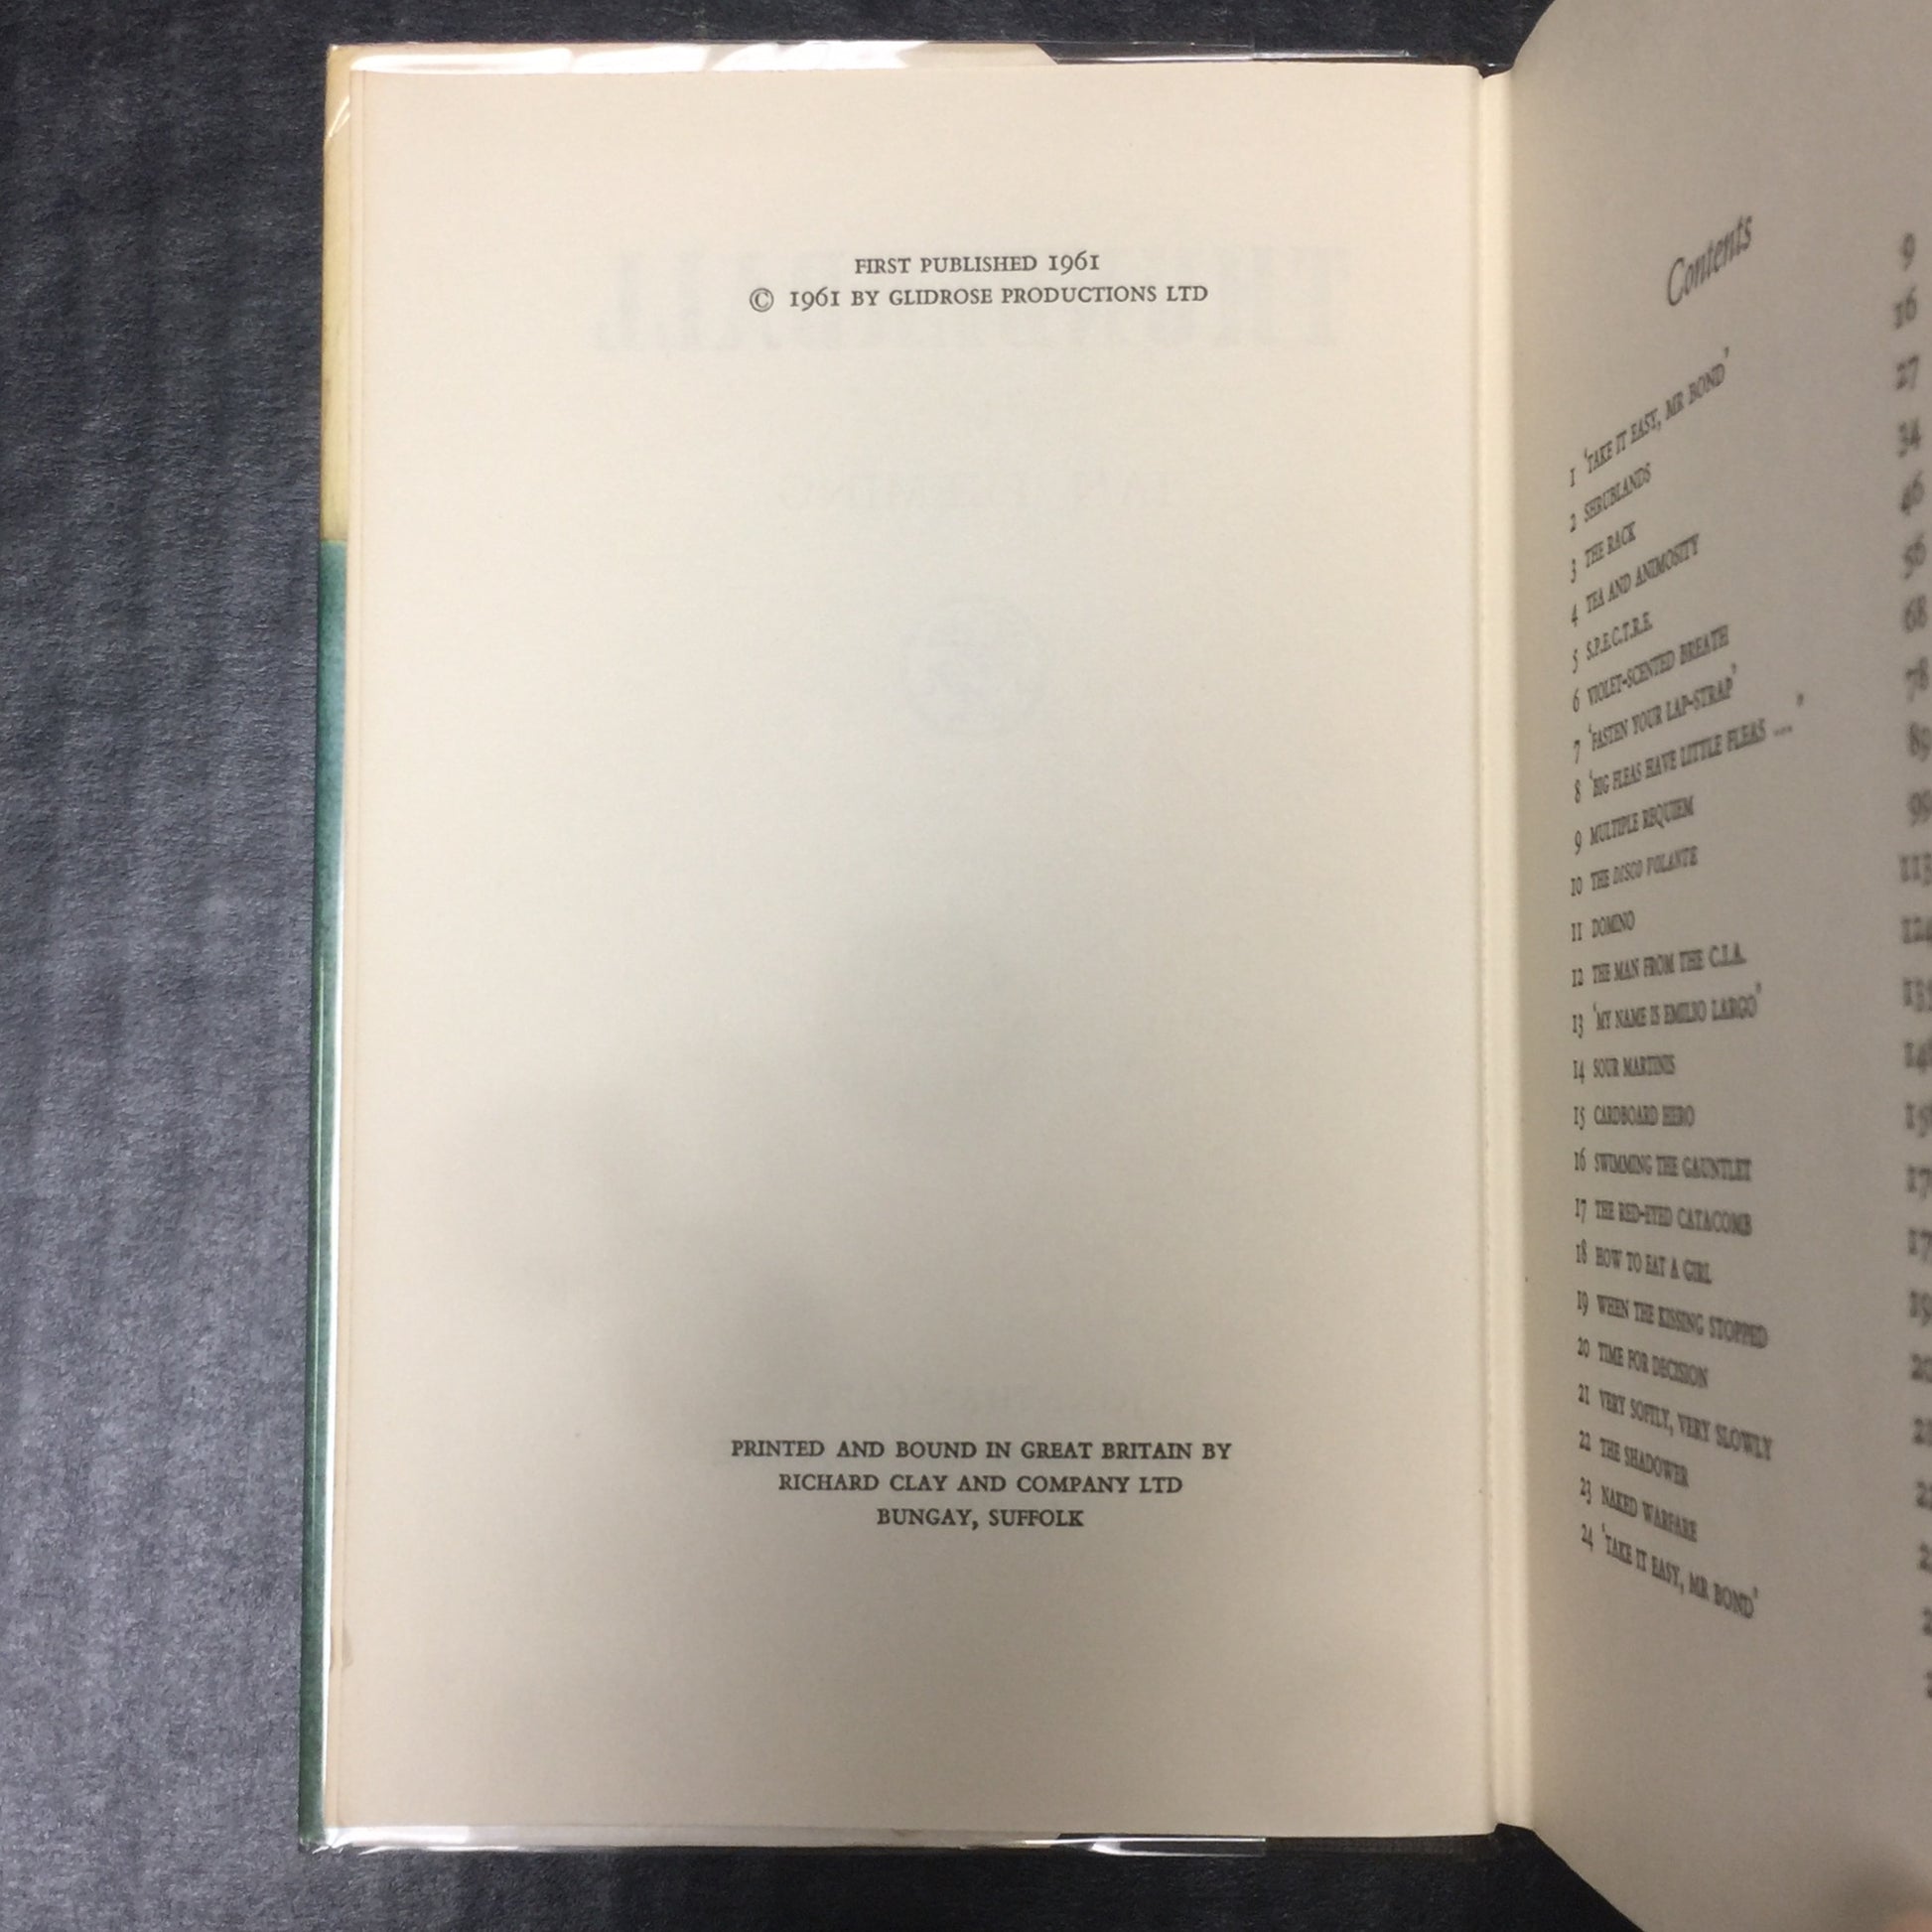 FIRST PUBLISHED 1961
© 1961 BY GLIDROSE PRODUCTIONS LTD
PRINTED AND BOUND IN GREAT BRITAIN BY
RICHARD CLAY AND COMPANY LTD
BUNGAY, SUFFOLK
Contents
1 'TAKE IT EASY, MR BOND' 9
2 SHRUBLANDS 16
3 THE RACK 27
4 TEA AND ANIMOSITY 34
5 S.P.E.C.T.R.E. 46
6 VIOLET-SCENTED BREATH 56
7 'FASTEN YOUR LAP-STRAP' 68
8 'BIG FLEAS HAVE LITTLE FLEAS ...' 78
9 MULTIPLE REQUIEM 89
10 THE DISCO VOLANTE 99
11 DOMINO 113
12 THE MAN FROM THE C.I.A. 124
13 'MY NAME IS EMILIO LARGO'
14 SOUR MARTINIS
15 CARDBOARD HERO
16 SWIMMING THE GAUNTLET
17 THE RED-EYED CATACOMB
18 HOW TO EAT A GIRL
19 WHEN THE KISSING STOPPED
20 TIME FOR DECISION
21 VERY SOFTLY, VERY SLOWLY
22 THE SHADOWER
23 NAKED WARFARE
24 'TAKE IT EASY, MR BOND'